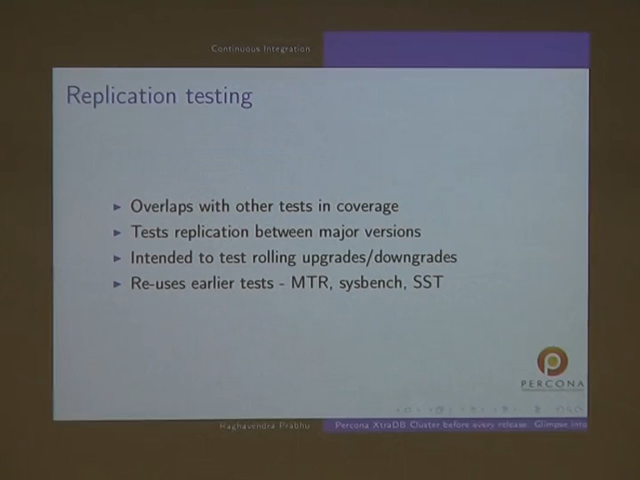 Continuous Integration
Replication testing
▶ Overlaps with other tests in coverage
▶ Tests replication between major versions
▶ Intended to test rolling upgrades/downgrades
▶ Re-uses earlier tests - MTR, sysbench, SST
PERCONA
Raghavendra Prabhu
Percona XtraDB Cluster before every release: Glimpse into